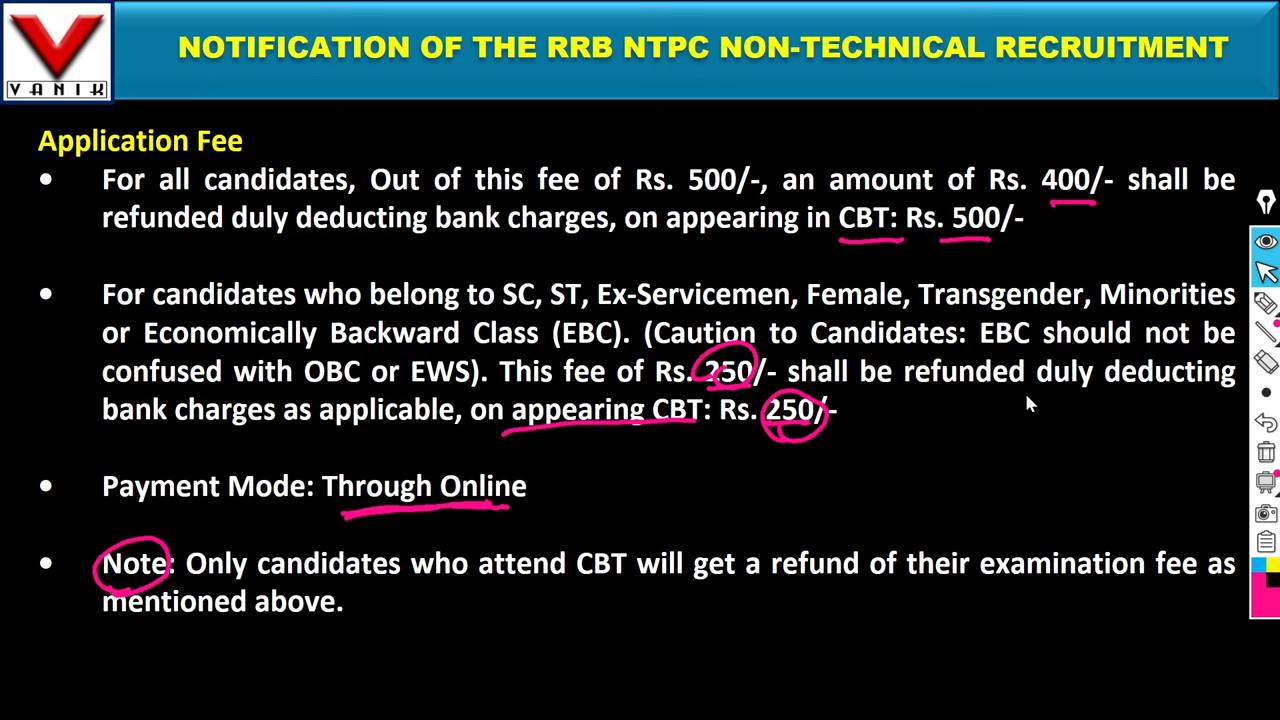 VANIK
NOTIFICATION OF THE RRB NTPC NON-TECHNICAL RECRUITMENT
Application Fee
• For all candidates, Out of this fee of Rs. 500/-, an amount of Rs. 400/- shall be
refunded duly deducting bank charges, on appearing in CBT: Rs. 500/-
• For candidates who belong to SC, ST, Ex-Servicemen, Female, Transgender, Minorities
or Economically Backward Class (EBC). (Caution to Candidates: EBC should not be
confused with OBC or EWS). This fee of Rs. 250/- shall be refunded duly deducting
bank charges as applicable, on appearing CBT: Rs. 250/-
• Payment Mode: Through Online
• Note: Only candidates who attend CBT will get a refund of their examination fee as
mentioned above.